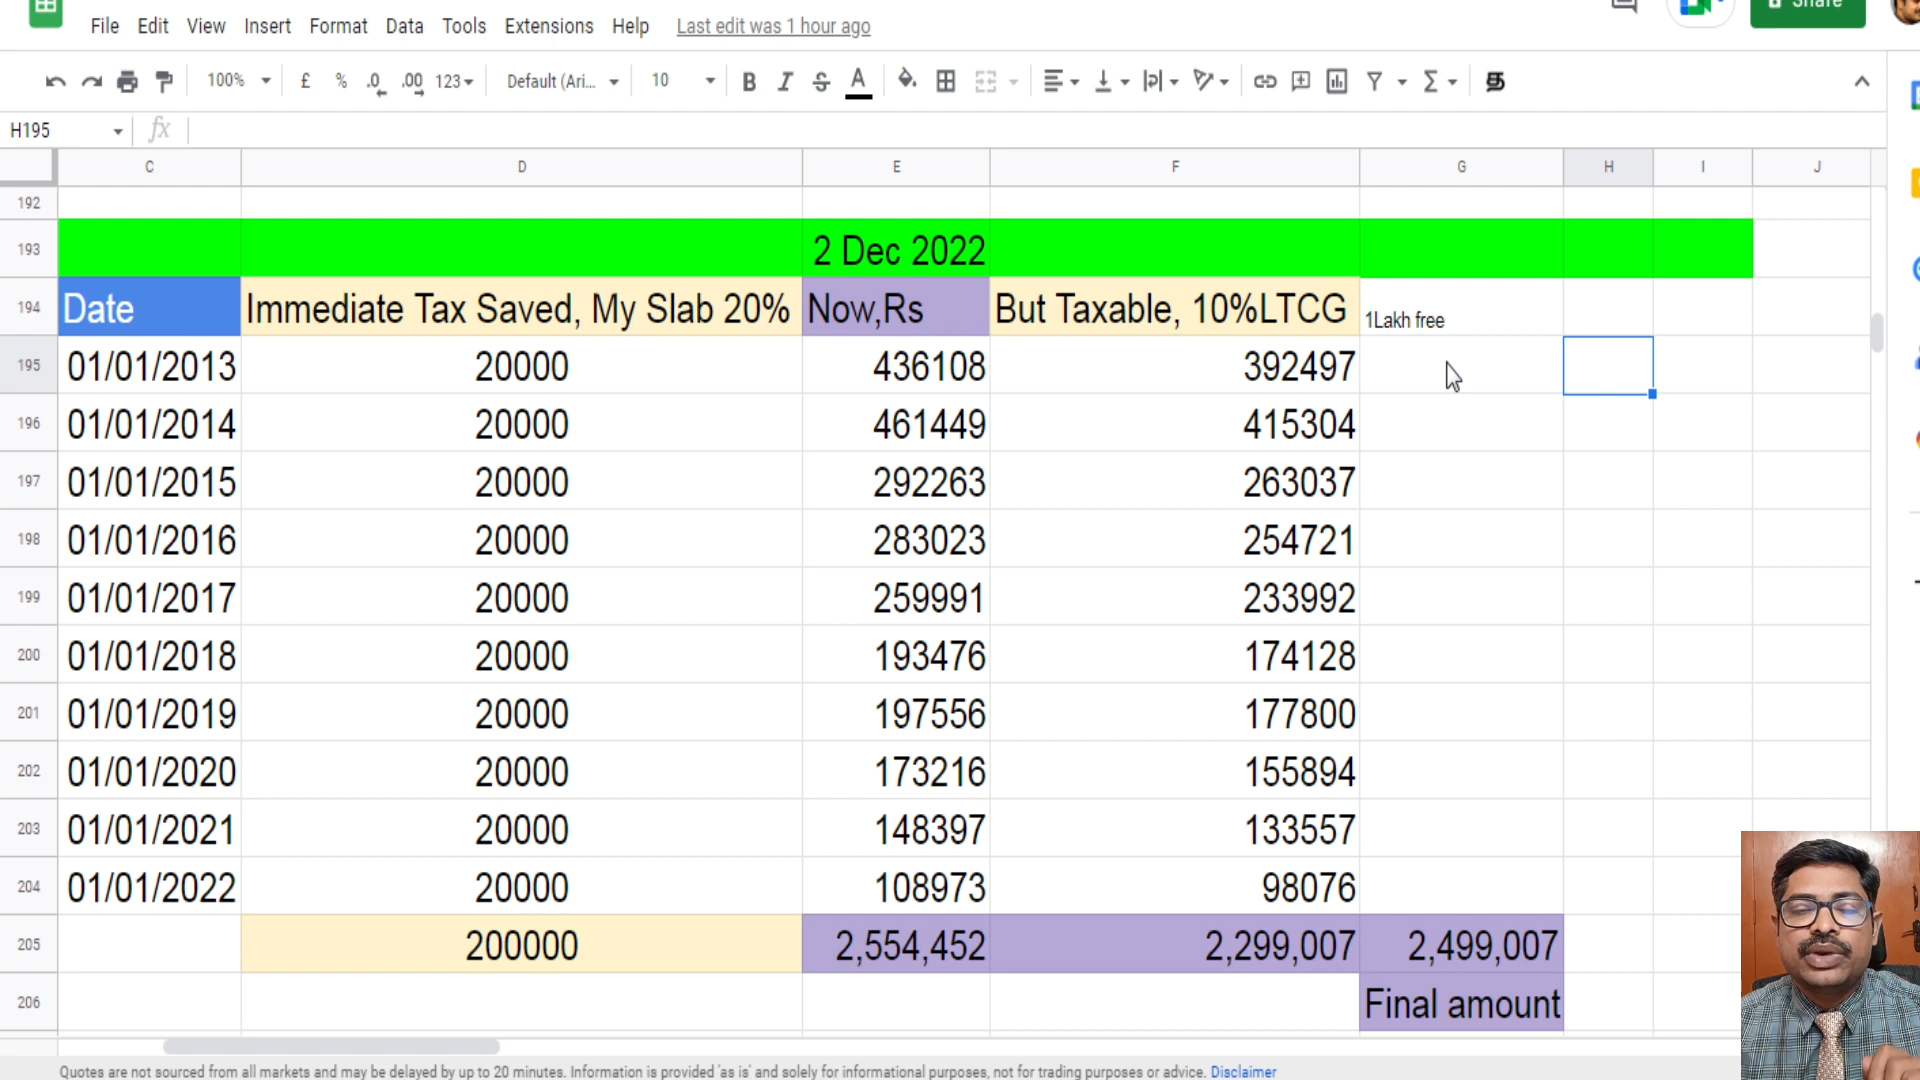 File Edit View Insert Format Data Tools Extensions Help Last edit was 1 hour ago
Share
100% £ % .0 .00 123 Default (Ari... 10 B I S A
H195 fx
C D E F G H I J
192
193 2 Dec 2022
194 Date Immediate Tax Saved, My Slab 20% Now,Rs But Taxable, 10%LTCG 1Lakh free
195 01/01/2013 20000 436108 392497
196 01/01/2014 20000 461449 415304
197 01/01/2015 20000 292263 263037
198 01/01/2016 20000 283023 254721
199 01/01/2017 20000 259991 233992
200 01/01/2018 20000 193476 174128
201 01/01/2019 20000 197556 177800
202 01/01/2020 20000 173216 155894
203 01/01/2021 20000 148397 133557
204 01/01/2022 20000 108973 98076
205 200000 2,554,452 2,299,007 2,499,007
206 Final amount
Quotes are not sourced from all markets and may be delayed by up to 20 minutes. Information is provided 'as is' and solely for informational purposes, not for trading purposes or advice. Disclaimer